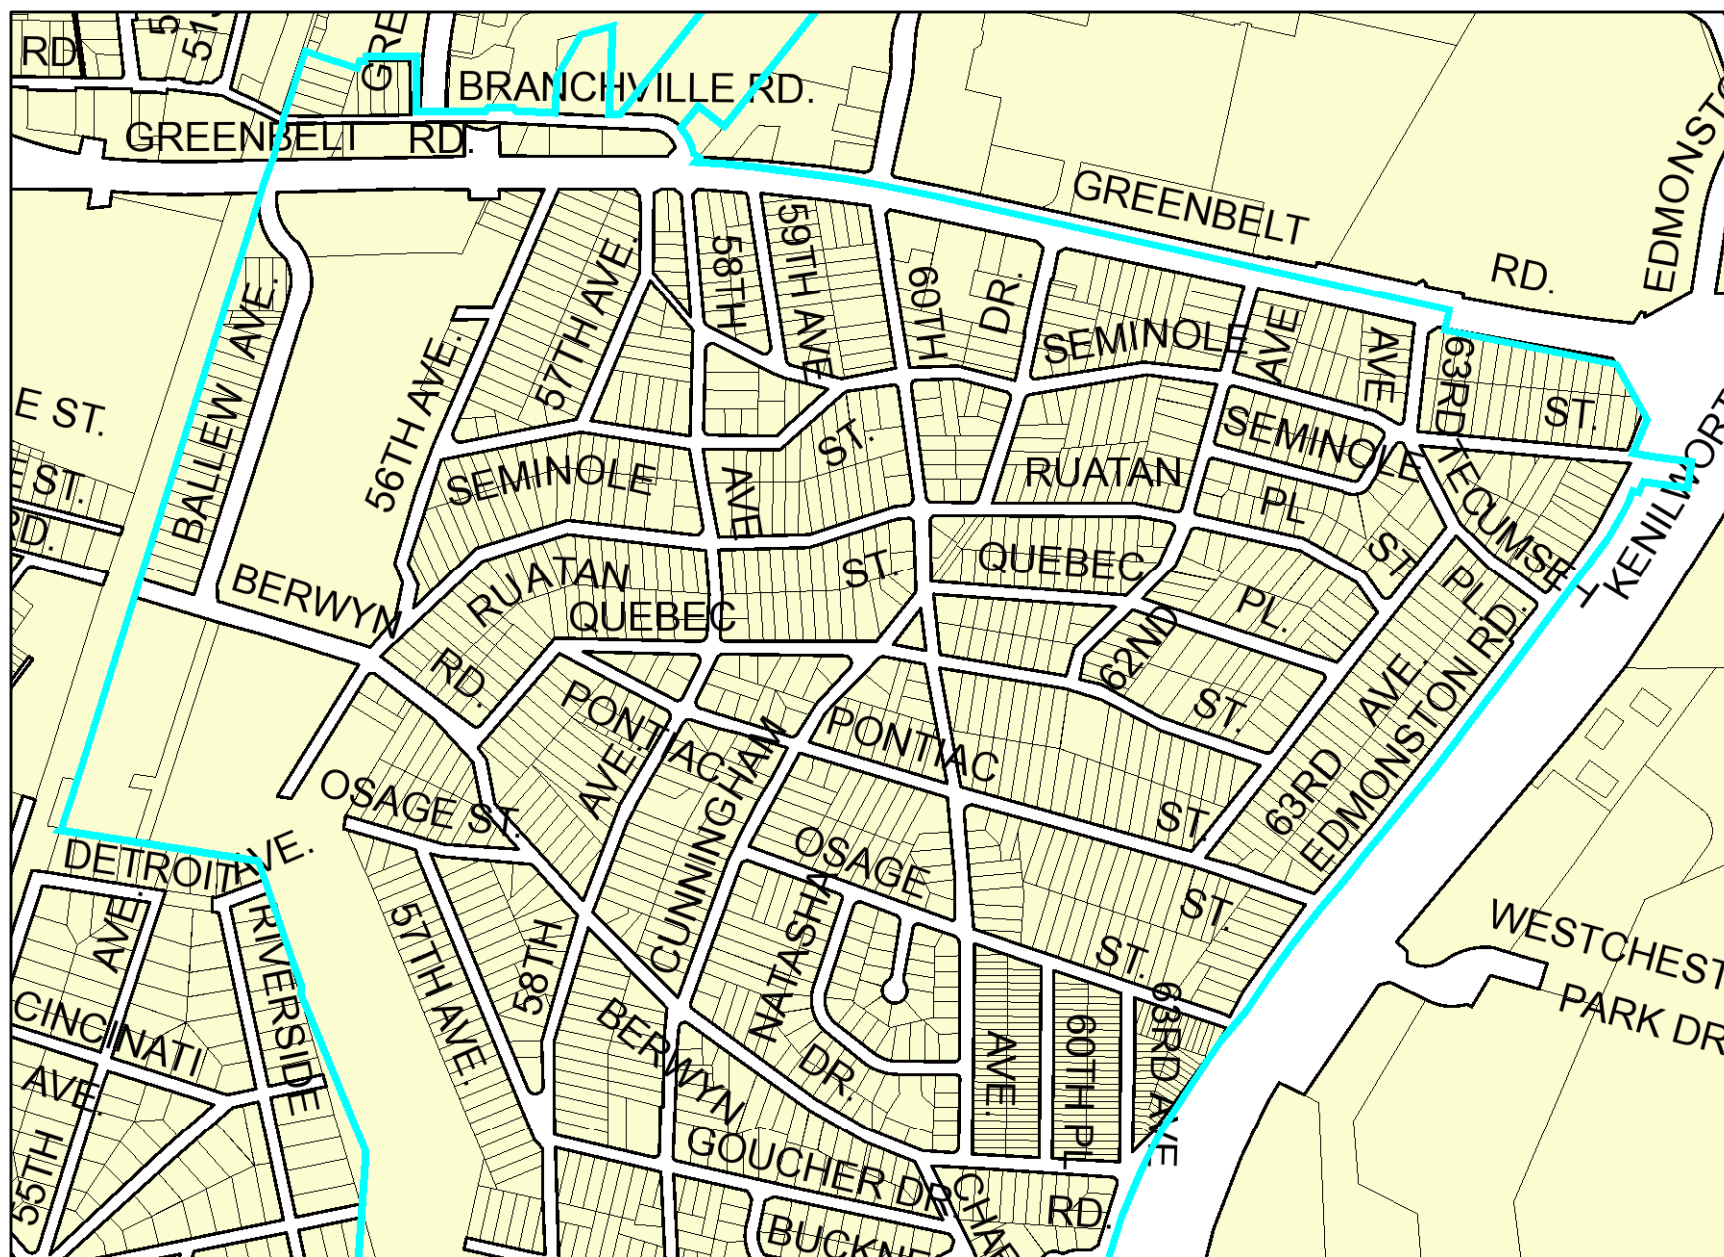 RD.
GRE
BRANCHVILLE RD.
GREENBELT RD.
GREENBELT
RD.
57TH AVE.
58TH
59TH AVE
60TH
DR.
SEMINOLE
AVE
AVE
63RD
ST.
E ST.
BALLEW AVE.
56TH AVE.
SEMINOLE
AVE
ST.
RUATAN
SEMINOLE
PL
ST
TECUMSEH
KENILWORT
E ST.
RD.
BERWYN
RUATAN
ST
QUEBEC
QUEBEC
PL.
PL.
62ND
ST.
RD.
PONTIAC
AVE.
PONTIAC
AVE.
EDMONSTON RD.
63RD
ST.
OSAGE ST.
CUNNINGHAM
OSAGE
ST.
ST.
DETROIT AVE.
AVE.
RIVERSIDE
57TH AVE.
58TH
NATASHA
DR.
WESTCHEST
PARK DR
CINCINATI
AVE.
55TH
BERWYN
AVE.
60TH PL
63RD AVE
GOUCHER DR.
RD.